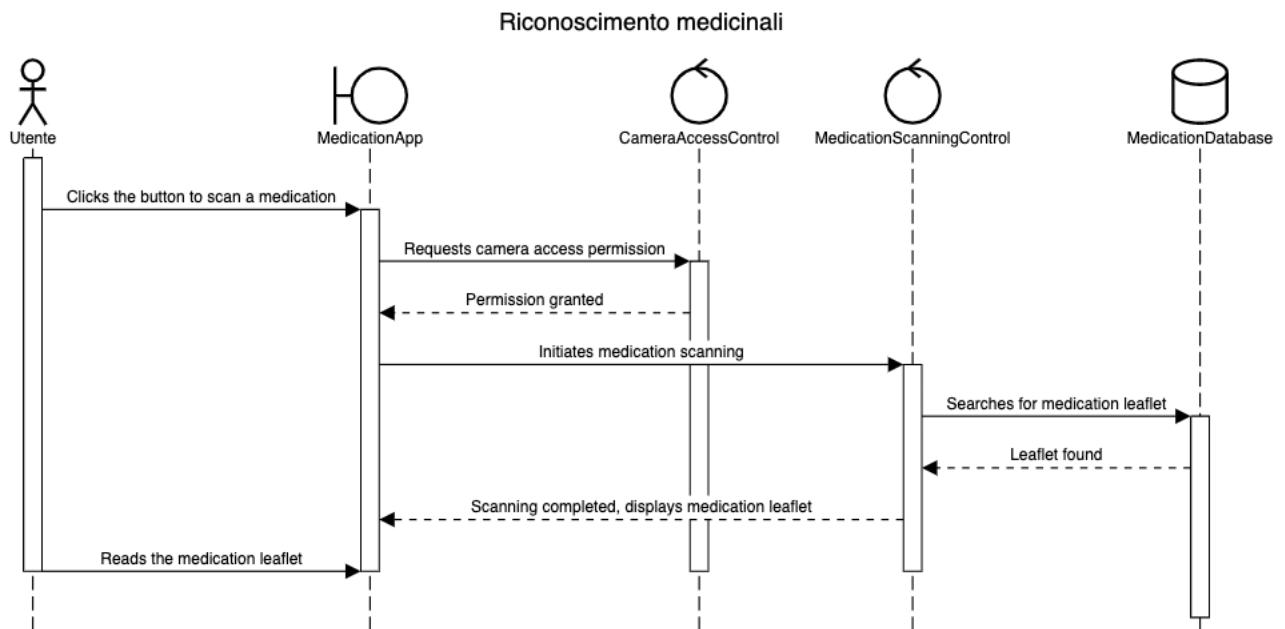 Riconoscimento medicinali
Utente
MedicationApp
CameraAccessControl
MedicationScanningControl
MedicationDatabase
Clicks the button to scan a medication
Requests camera access permission
Permission granted
Initiates medication scanning
Searches for medication leaflet
Leaflet found
Scanning completed, displays medication leaflet
Reads the medication leaflet